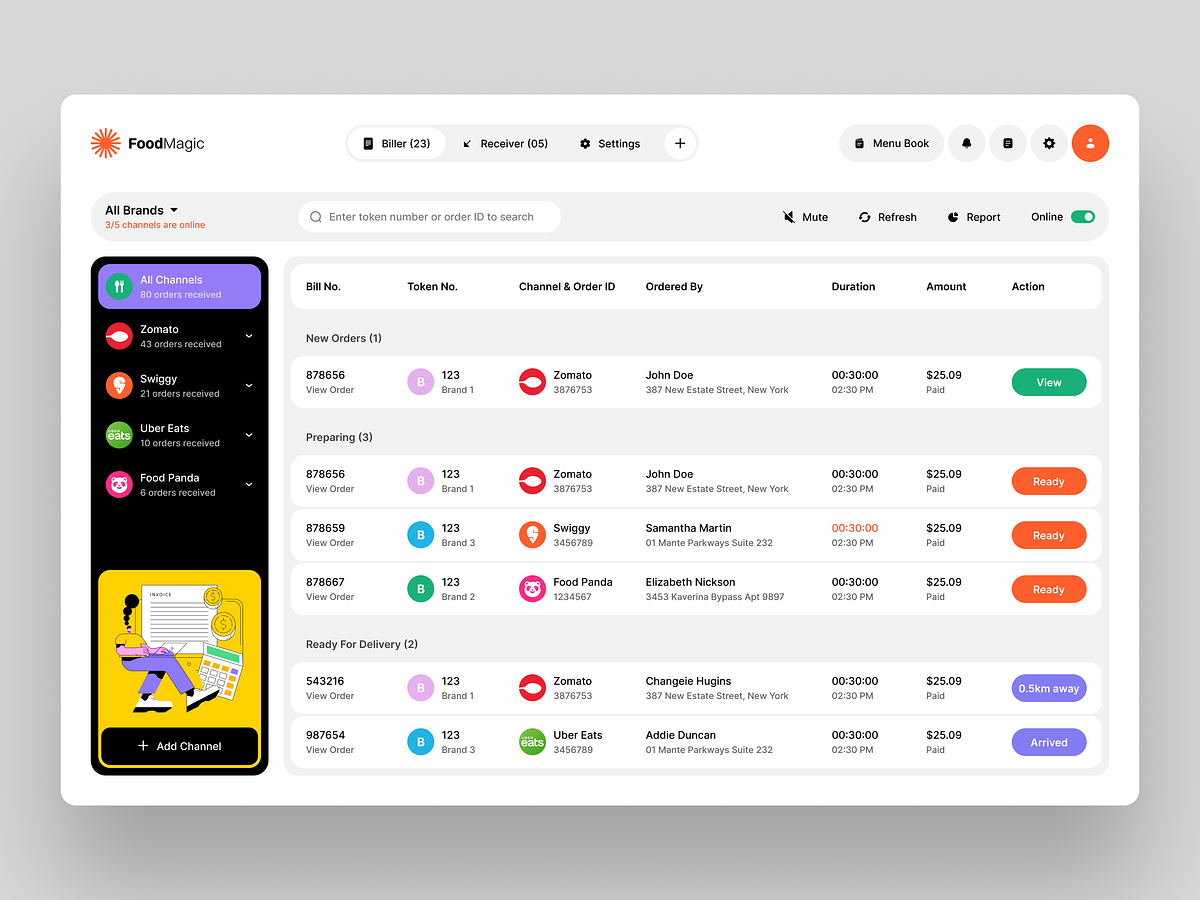 FoodMagic
Biller (23)
Receiver (05)
Settings
Menu Book
All Brands
3/5 channels are online
Enter token number or order ID to search
Mute
Refresh
Report
Online
All Channels
80 orders received
Zomato
43 orders received
Swiggy
21 orders received
Uber Eats
10 orders received
Food Panda
6 orders received
INVOICE
Add Channel
Bill No. Token No. Channel & Order ID Ordered By Duration Amount Action
New Orders (1)
878656 B 123 Zomato John Doe 00:30:00 $25.09 View
View Order Brand 1 3876753 387 New Estate Street, New York 02:30 PM Paid
Preparing (3)
878656 B 123 Zomato John Doe 00:30:00 $25.09 Ready
View Order Brand 1 3876753 387 New Estate Street, New York 02:30 PM Paid
878659 B 123 Swiggy Samantha Martin 00:30:00 $25.09 Ready
View Order Brand 3 3456789 01 Mante Parkways Suite 232 02:30 PM Paid
878667 B 123 Food Panda Elizabeth Nickson 00:30:00 $25.09 Ready
View Order Brand 2 1234567 3453 Kaverina Bypass Apt 9897 02:30 PM Paid
Ready For Delivery (2)
543216 B 123 Zomato Changeie Hugins 00:30:00 $25.09 0.5km away
View Order Brand 1 3876753 387 New Estate Street, New York 02:30 PM Paid
987654 B 123 Uber Eats Addie Duncan 00:30:00 $25.09 Arrived
View Order Brand 3 3456789 01 Mante Parkways Suite 232 02:30 PM Paid